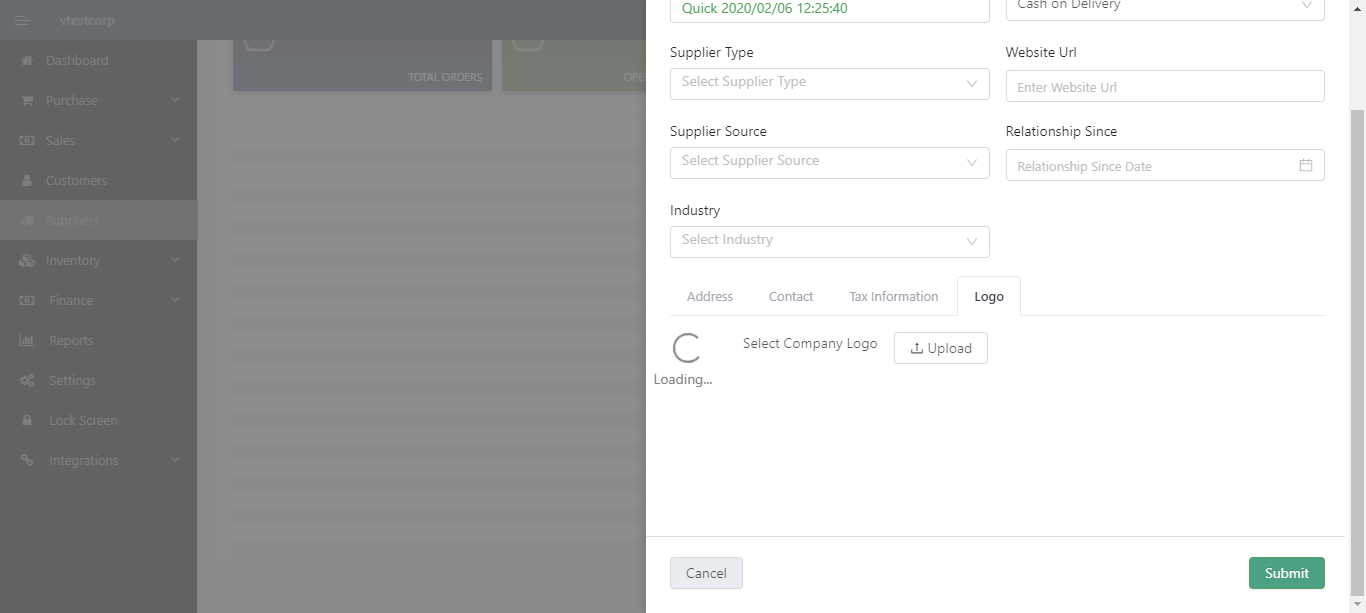 vtestcorp
Dashboard
Purchase
Sales
Customers
Suppliers
Inventory
Finance
Reports
Settings
Lock Screen
Integrations
TOTAL ORDERS
OPE
Quick 2020/02/06 12:25:40
Cash on Delivery
Supplier Type
Website Url
Select Supplier Type
Enter Website Url
Supplier Source
Relationship Since
Select Supplier Source
Relationship Since Date
Industry
Select Industry
Address Contact Tax Information Logo
Select Company Logo
Upload
Loading...
Cancel
Submit